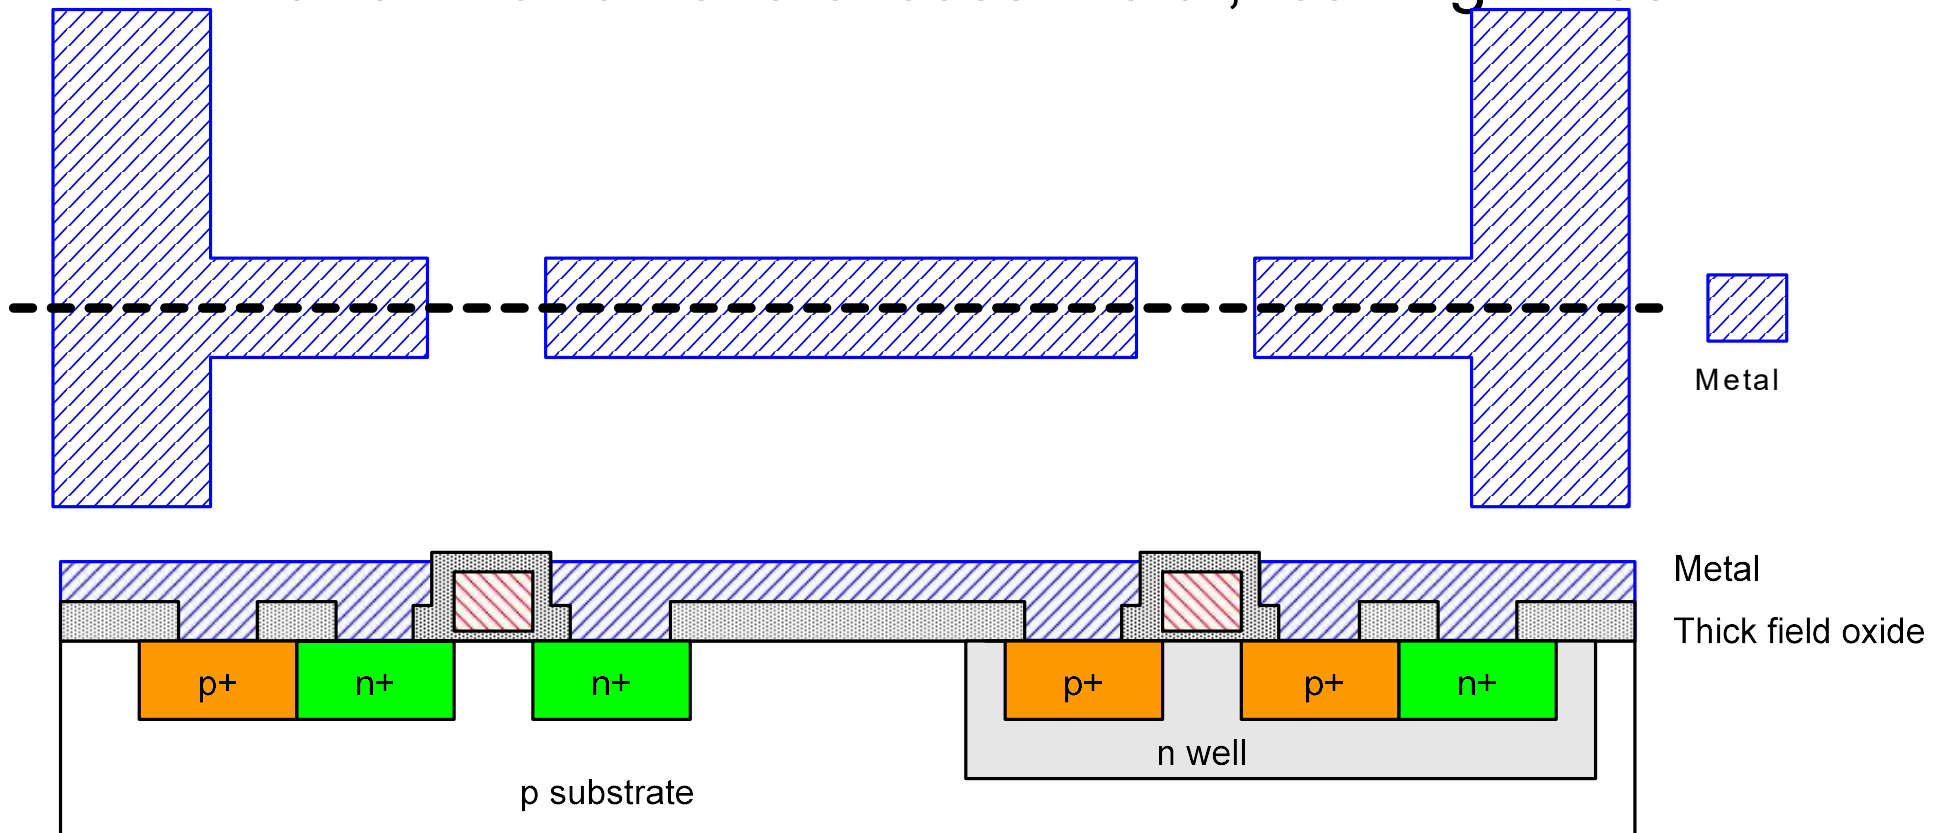 Metal
Metal
Thick field oxide
p+ n+ n+ p+ p+ n+
n well
p substrate